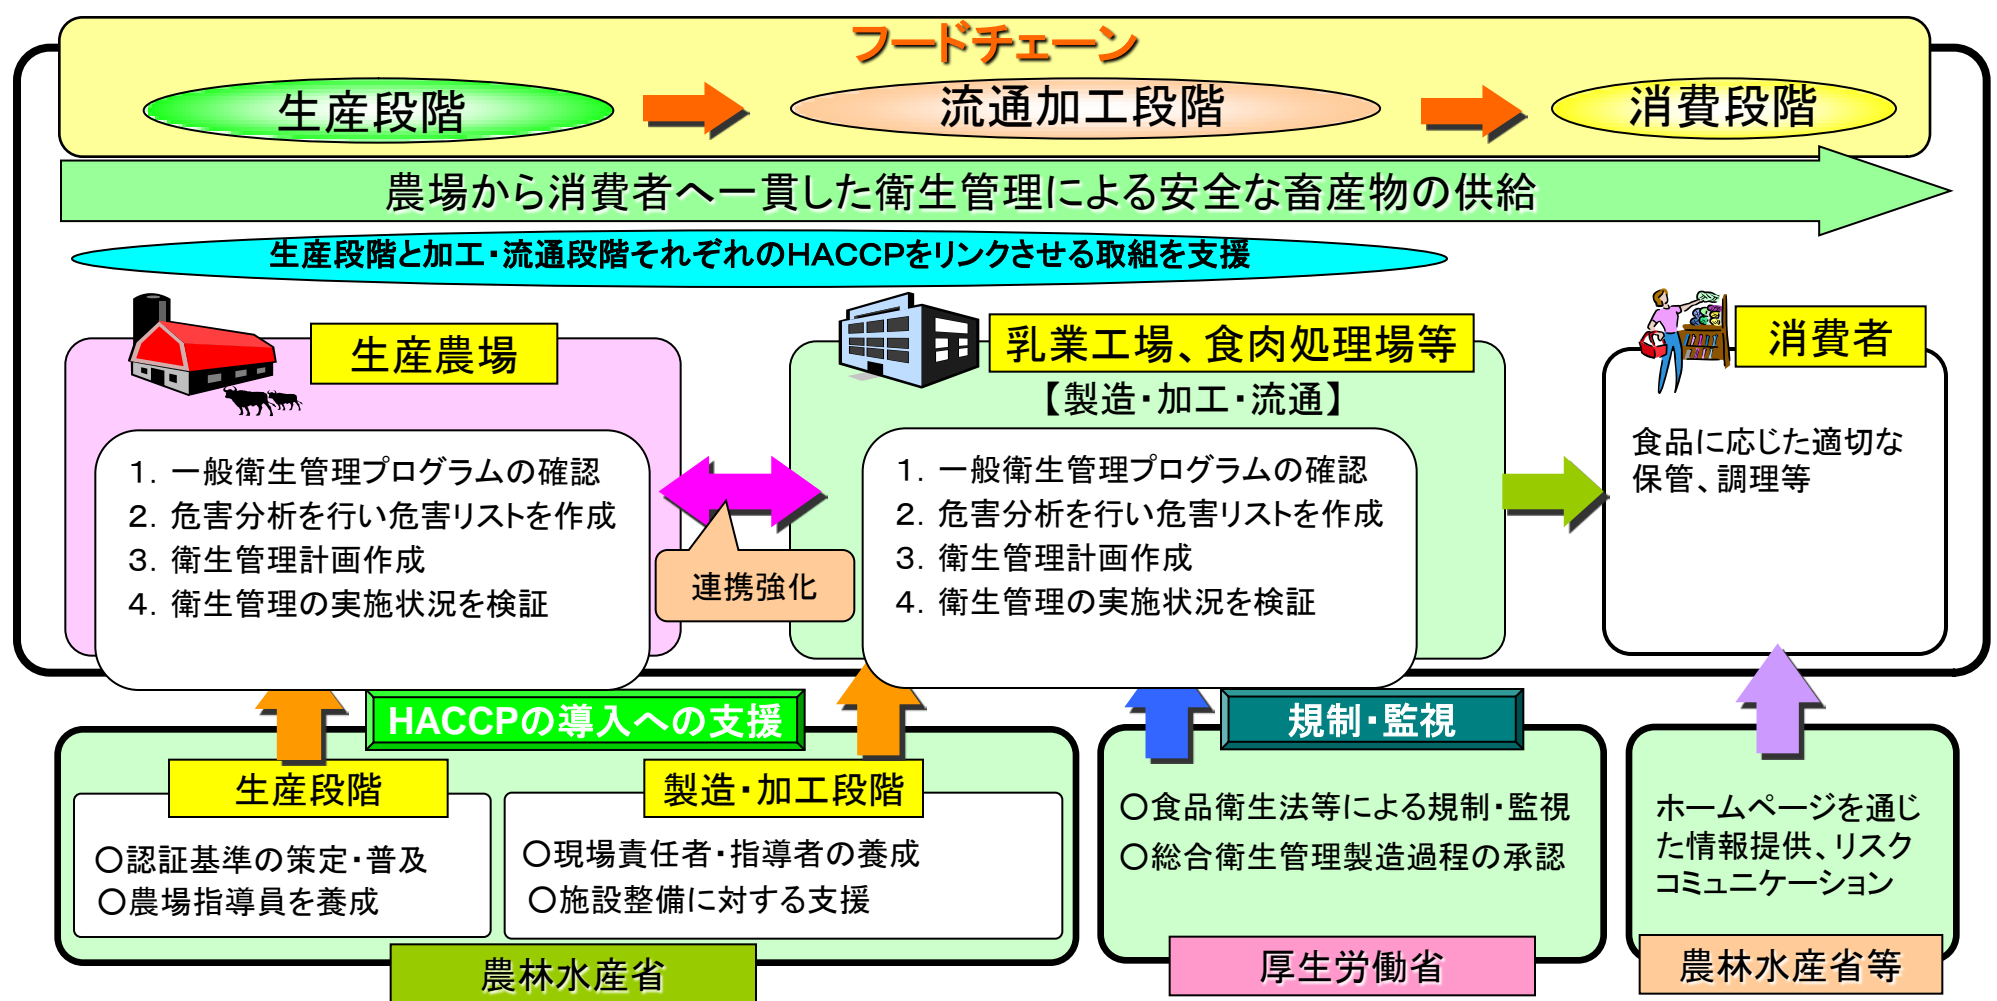 フードチェーン
生産段階
流通加工段階
消費段階
農場から消費者へ一貫した衛生管理による安全な畜産物の供給
生産段階と加工・流通段階それぞれのHACCPをリンクさせる取組を支援
生産農場
1. 一般衛生管理プログラムの確認
2. 危害分析を行い危害リストを作成
3. 衛生管理計画作成
4. 衛生管理の実施状況を検証
連携強化
乳業工場、食肉処理場等
【製造・加工・流通】
1. 一般衛生管理プログラムの確認
2. 危害分析を行い危害リストを作成
3. 衛生管理計画作成
4. 衛生管理の実施状況を検証
消費者
食品に応じた適切な
保管、調理等
HACCPの導入への支援
生産段階
○認証基準の策定・普及
○農場指導員を養成
製造・加工段階
○現場責任者・指導者の養成
○施設整備に対する支援
農林水産省
規制・監視
○食品衛生法等による規制・監視
○総合衛生管理製造過程の承認
厚生労働省
ホームページを通じ
た情報提供、リスク
コミュニケーション
農林水産省等